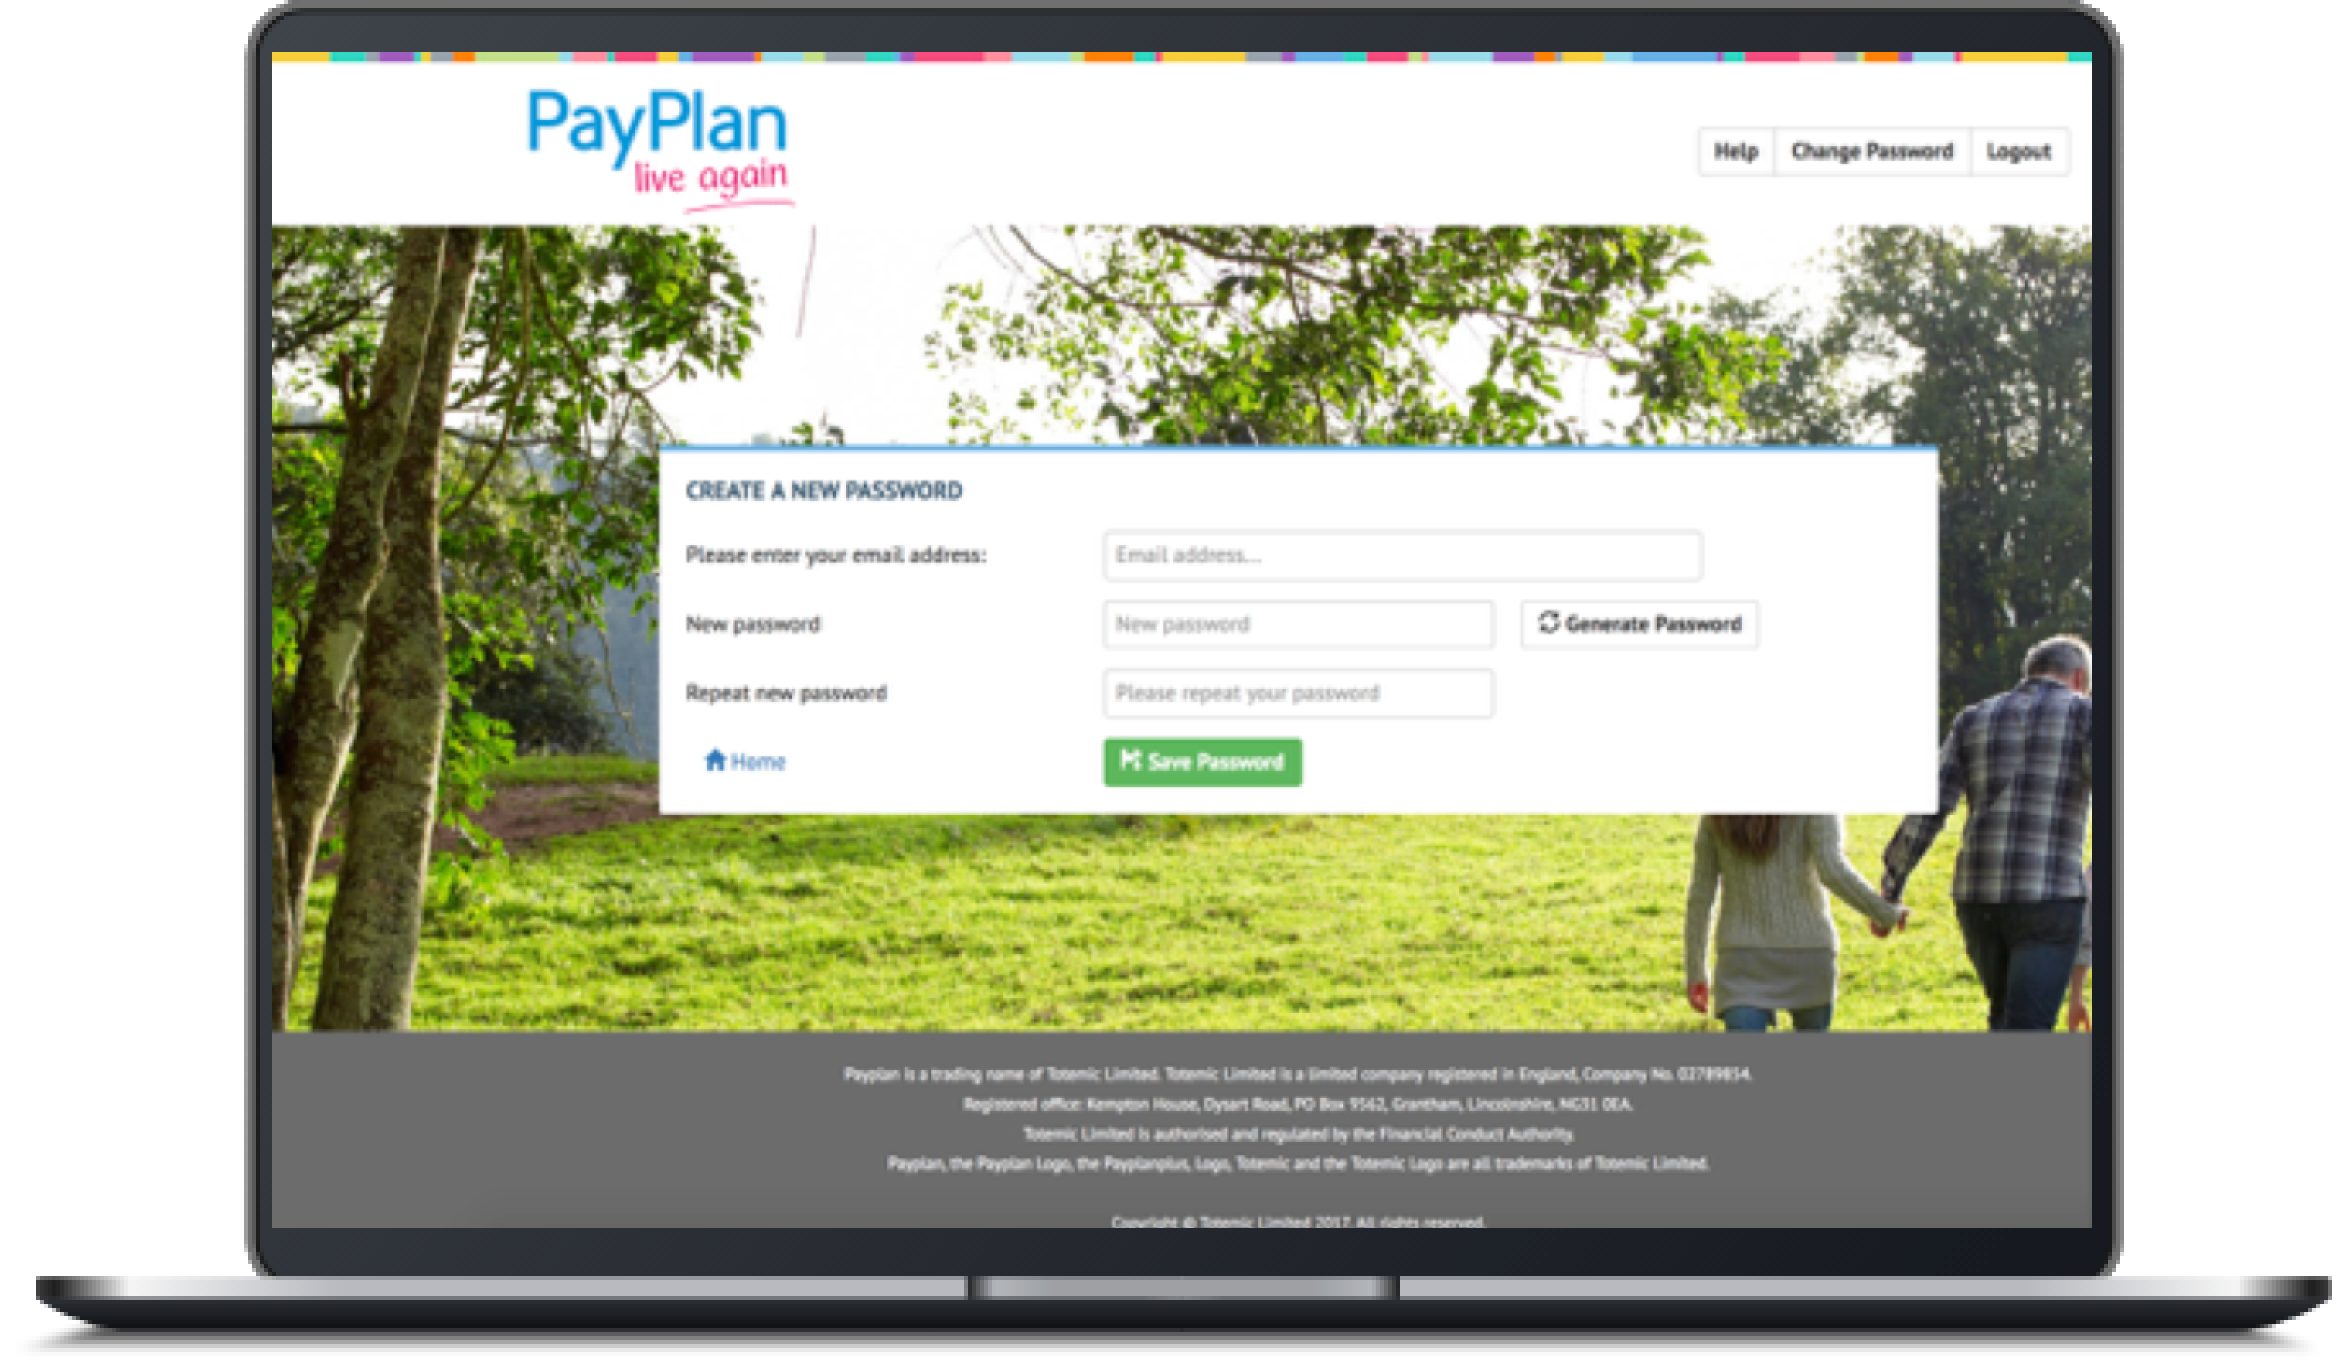 PayPlan
live again
Help Change Password Logout
CREATE A NEW PASSWORD
Please enter your email address: Email address...
New password New password Generate Password
Repeat new password Please repeat your password
Home Save Password
Payplan is a trading name of Totemic Limited. Totemic Limited is a limited company registered in England, Company No. 02789854.
Registered office: Kempton House, Dysart Road, PO Box 9562, Grantham, Lincolnshire, NG31 0EA.
Totemic Limited is authorised and regulated by the Financial Conduct Authority.
Payplan, the Payplan Logo, the Payplanplus, Logo, Totemic and the Totemic Logo are all trademarks of Totemic Limited.
Copyright © Totemic Limited 2017. All rights reserved.